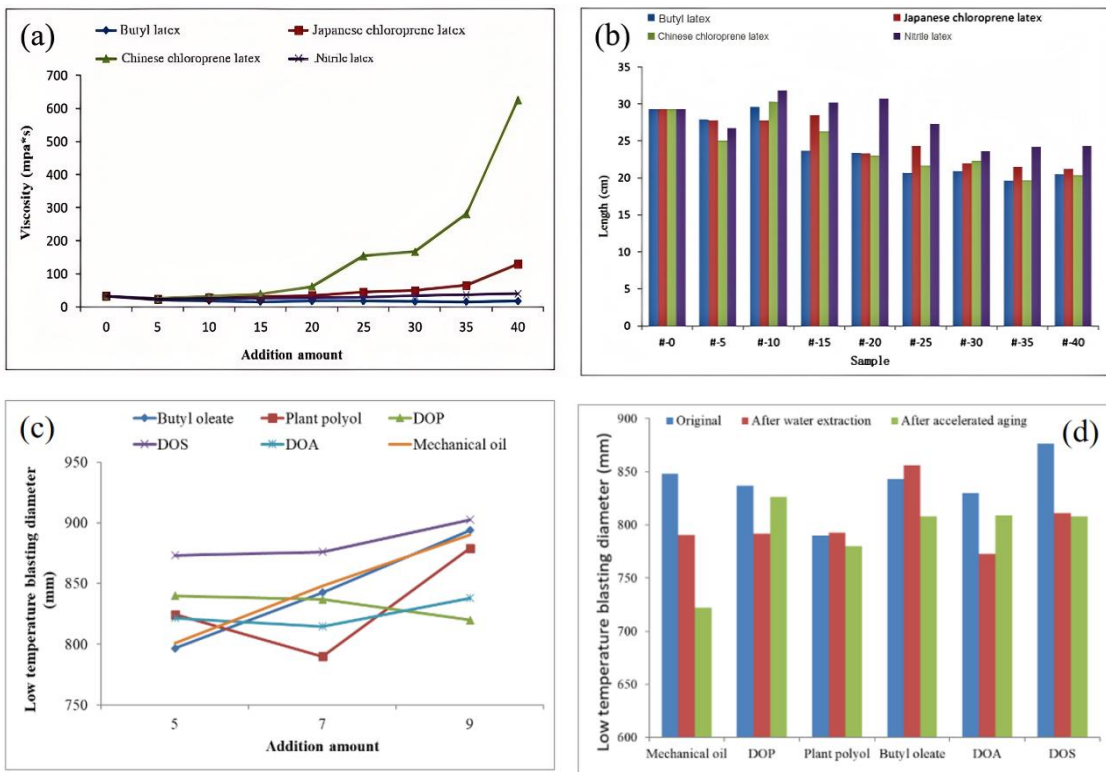 (a)
Butyl latex
Japanese chloroprene latex
Chinese chloroprene latex
Nitrile latex
Viscosity (mpa*s)
700
600
500
400
300
200
100
0
0 5 10 15 20 25 30 35 40
Addition amount
(b)
Butyl latex
Japanese chloroprene latex
Chinese chloroprene latex
Nitrile latex
Length (cm)
35
30
25
20
15
10
5
0
#-0 #-5 #-10 #-15 #-20 #-25 #-30 #-35 #-40
Sample
(c)
Butyl oleate Plant polyol DOP
DOS DOA Mechanical oil
Low temperature blasting diameter
(mm)
950
900
850
800
750
5 7 9
Addition amount
(d)
Original After water extraction After accelerated aging
Low temperature blasting diameter (mm)
900
850
800
750
700
650
600
Mechanical oil DOP Plant polyol Butyl oleate DOA DOS